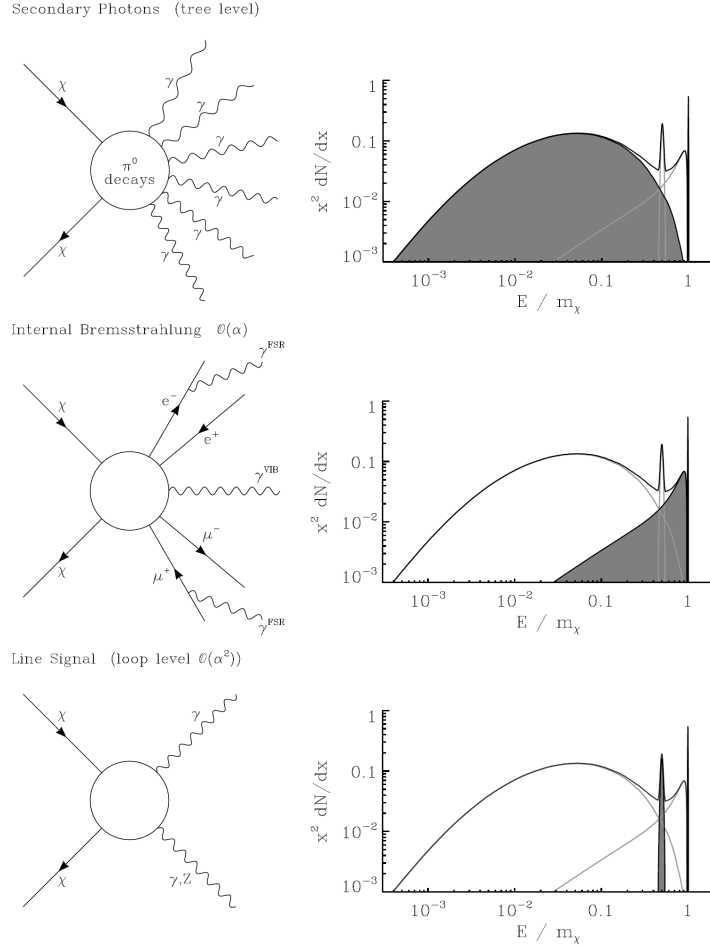 Secondary Photons (tree level)
χ
χ
π⁰
decays
γ
γ
γ
γ
γ
γ
x² dN/dx
1
0.1
10⁻²
10⁻³
10⁻³ 10⁻² 0.1 1
E / mᵪ
Internal Bremsstrahlung 𝒪(α)
χ
χ
e⁻
γᶠˢᴿ
e⁺
γⱽᴵᴮ
μ⁻
μ⁺
γᶠˢᴿ
x² dN/dx
1
0.1
10⁻²
10⁻³
10⁻³ 10⁻² 0.1 1
E / mᵪ
Line Signal (loop level 𝒪(α²))
χ
χ
γ
γ,Z
x² dN/dx
1
0.1
10⁻²
10⁻³
10⁻³ 10⁻² 0.1 1
E / mᵪ